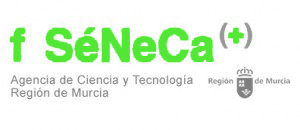 f SéNeCa(+)
Agencia de Ciencia y Tecnología
Región de Murcia
Región de Murcia